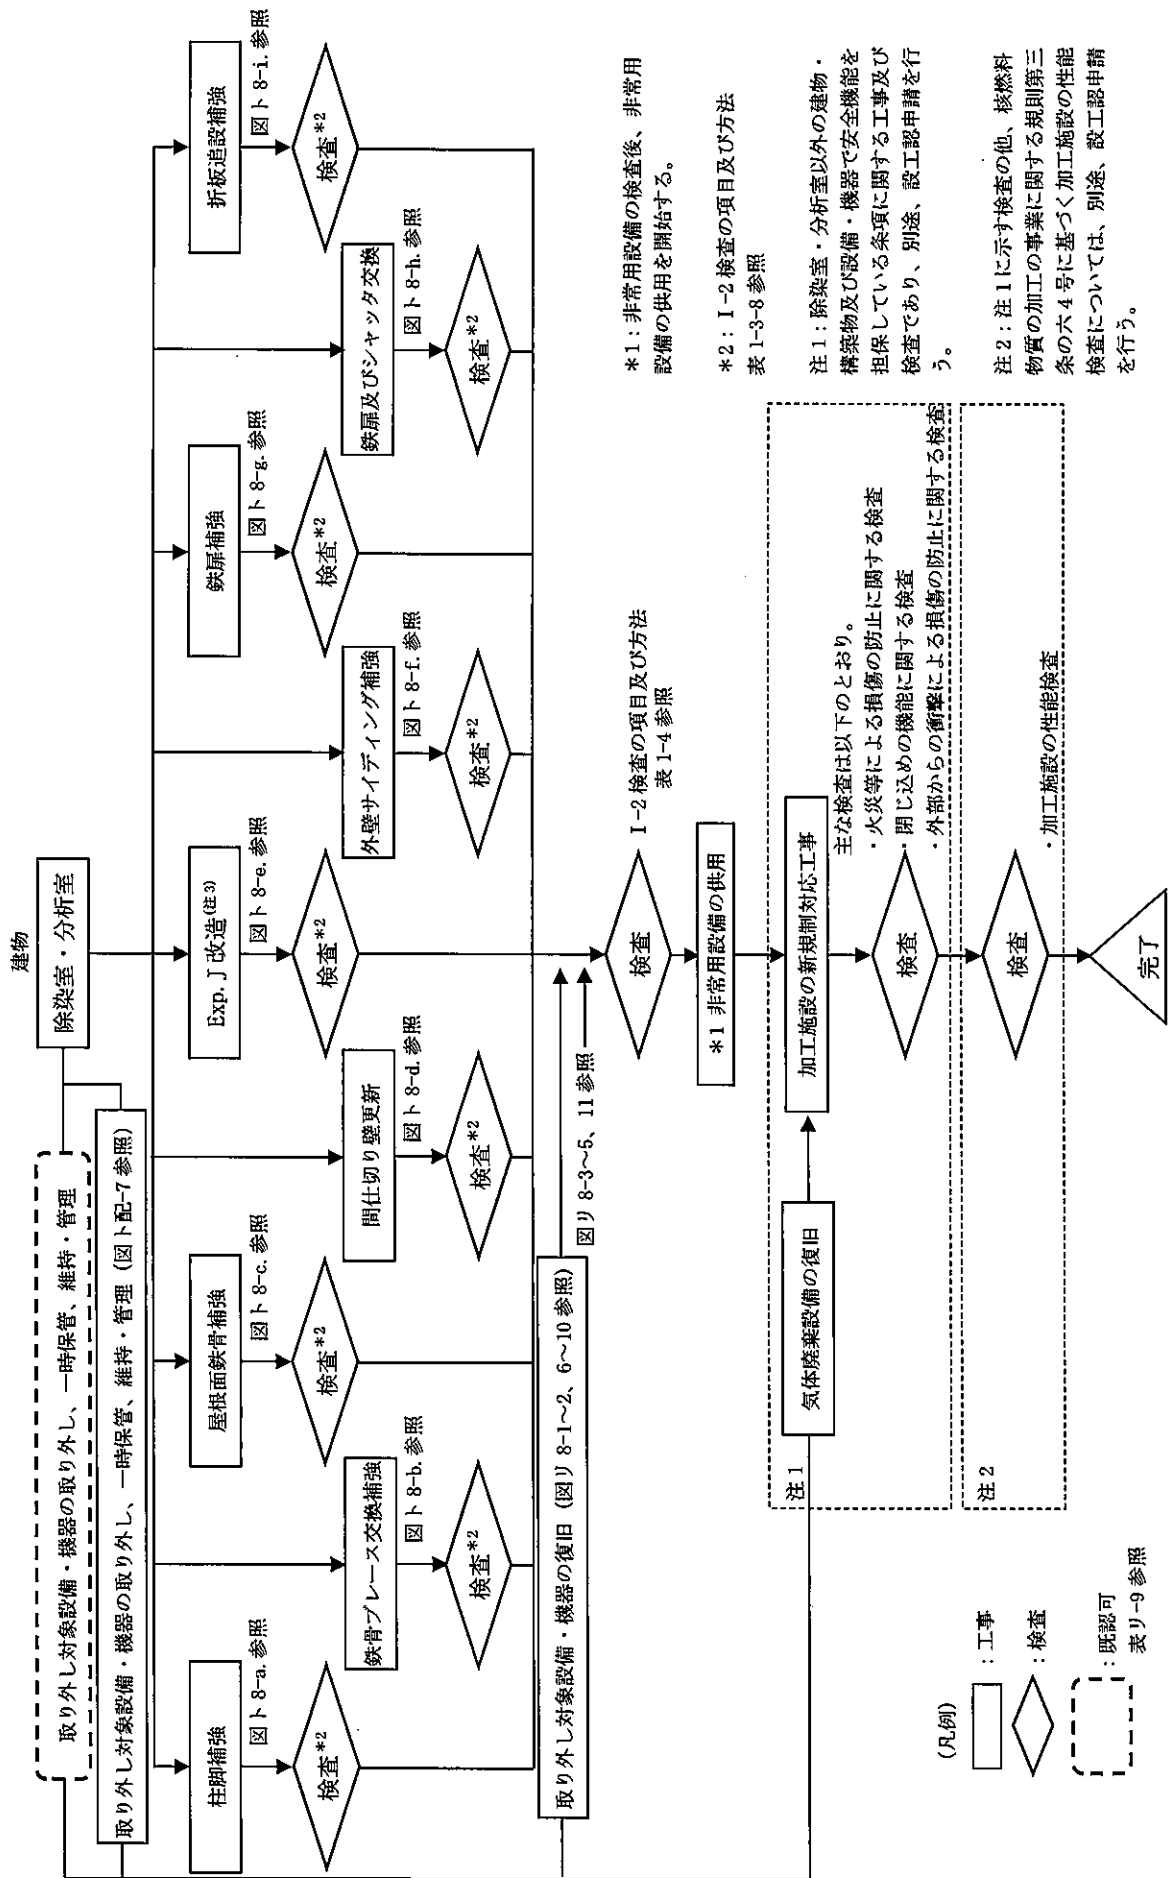 建物
除染室・分析室
取り外し対象設備・機器の取り外し、一時保管、維持・管理
取り外し対象設備・機器の取り外し、一時保管、維持・管理 (図ト配-7 参照)
柱脚補強
図ト 8-a. 参照
検査*2
鉄骨ブレース交換補強
図ト 8-b. 参照
検査*2
屋根面鉄骨補強
図ト 8-c. 参照
検査*2
間仕切り壁更新
図ト 8-d. 参照
検査*2
Exp. J 改造(注3)
図ト 8-e. 参照
検査*2
外壁サイディング補強
図ト 8-f. 参照
検査*2
鉄扉補強
図ト 8-g. 参照
検査*2
鉄扉及びシャッタ交換
図ト 8-h. 参照
検査*2
折板追設補強
図ト 8-i. 参照
検査*2
取り外し対象設備・機器の復旧 (図リ 8-1~2、6~10 参照)
図リ 8-3~5、11 参照
検査
I-2 検査の項目及び方法
表 1-4 参照
*1 非常用設備の供用
気体廃棄設備の復旧
加工施設の新規制対応工事
主な検査は以下のとおり。
・火災等による損傷の防止に関する検査
・閉じ込めの機能に関する検査
・外部からの衝撃による損傷の防止に関する検査
検査
注 1
検査
・加工施設の性能検査
注 2
完了
*1:非常用設備の検査後、非常用
設備の供用を開始する。
*2:I-2 検査の項目及び方法
表 1-3-8 参照
注 1:除染室・分析室以外の建物・
構築物及び設備・機器で安全機能を
担保している条項に関する工事及び
検査であり、別途、設工認申請を行
う。
注 2:注 1 に示す検査の他、核燃料
物質の加工の事業に関する規則第三
条の六 4 号に基づく加工施設の性能
検査については、別途、設工認申請
を行う。
(凡例)
:工事
:検査
:既認可
表リ-9 参照